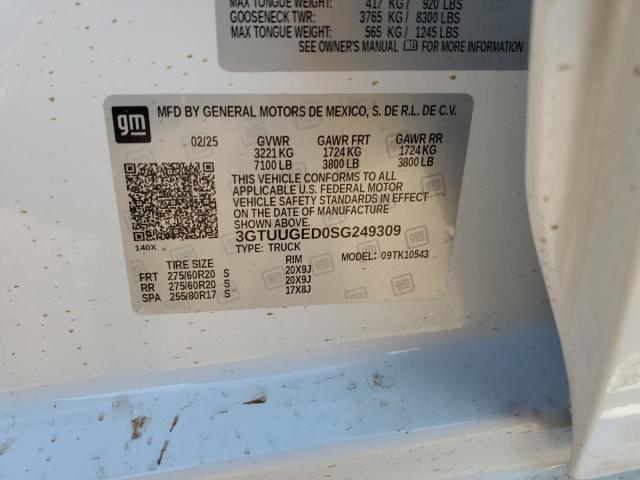 MAX TONGUE WEIGHT: 417 KG / 920 LBS
GOOSENECK TWR: 3765 KG / 8300 LBS
MAX TONGUE WEIGHT: 565 KG / 1245 LBS
SEE OWNER'S MANUAL FOR MORE INFORMATION
gm
MFD BY GENERAL MOTORS DE MEXICO, S. DE R.L. DE C.V.
02/25 GVWR GAWR FRT GAWR RR
3221 KG 1724 KG 1724 KG
7100 LB 3800 LB 3800 LB
THIS VEHICLE CONFORMS TO ALL
APPLICABLE U.S. FEDERAL MOTOR
VEHICLE SAFETY STANDARDS IN EFFECT
ON THE DATE OF MANUFACTURE
SHOWN ABOVE.
3GTUUGED0SG249309
140X TYPE: TRUCK MODEL: 09TK10543
TIRE SIZE RIM
FRT 275/60R20 S 20X9J
RR 275/60R20 S 20X9J
SPA 255/80R17 S 17X8J